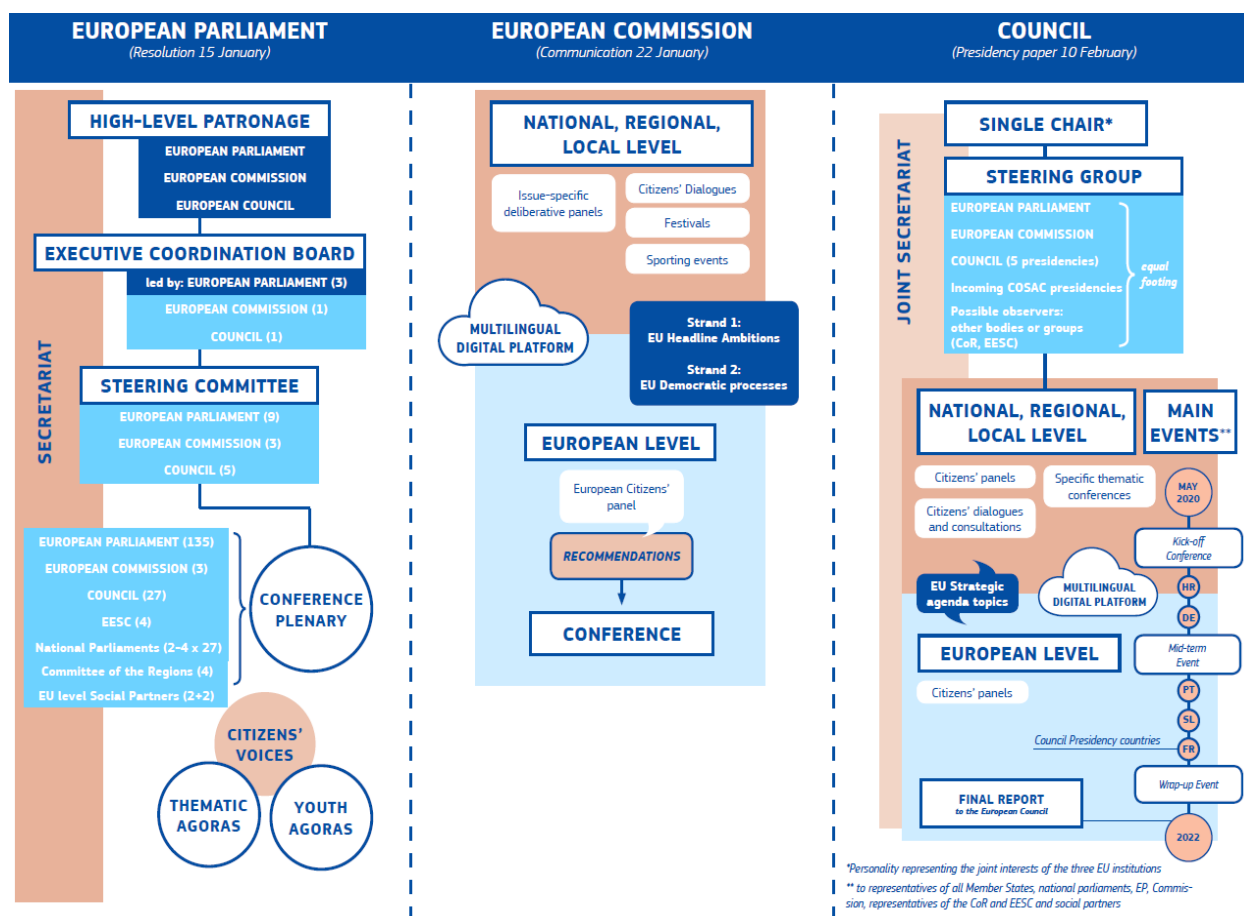 EUROPEAN PARLIAMENT
(Resolution 15 January)
SECRETARIAT
HIGH-LEVEL PATRONAGE
EUROPEAN PARLIAMENT
EUROPEAN COMMISSION
EUROPEAN COUNCIL
EXECUTIVE COORDINATION BOARD
led by: EUROPEAN PARLIAMENT (3)
EUROPEAN COMMISSION (1)
COUNCIL (1)
STEERING COMMITTEE
EUROPEAN PARLIAMENT (9)
EUROPEAN COMMISSION (3)
COUNCIL (5)
EUROPEAN PARLIAMENT (135)
EUROPEAN COMMISSION (3)
COUNCIL (27)
EESC (4)
National Parliaments (2-4 x 27)
Committee of the Regions (4)
EU level Social Partners (2+2)
CONFERENCE
PLENARY
CITIZENS'
VOICES
THEMATIC
AGORAS
YOUTH
AGORAS
EUROPEAN COMMISSION
(Communication 22 January)
NATIONAL, REGIONAL,
LOCAL LEVEL
Issue-specific
deliberative panels
Citizens' Dialogues
Festivals
Sporting events
MULTILINGUAL
DIGITAL PLATFORM
Strand 1:
EU Headline Ambitions
Strand 2:
EU Democratic processes
EUROPEAN LEVEL
European Citizens'
panel
RECOMMENDATIONS
CONFERENCE
COUNCIL
(Presidency paper 10 February)
JOINT SECRETARIAT
SINGLE CHAIR*
STEERING GROUP
EUROPEAN PARLIAMENT
EUROPEAN COMMISSION
COUNCIL (5 presidencies)
Incoming COSAC presidencies
Possible observers:
other bodies or groups
(CoR, EESC)
equal
footing
NATIONAL, REGIONAL,
LOCAL LEVEL
Citizens' panels
Specific thematic
conferences
Citizens' dialogues
and consultations
EU Strategic
agenda topics
MULTILINGUAL
DIGITAL PLATFORM
EUROPEAN LEVEL
Citizens' panels
MAIN
EVENTS**
MAY
2020
Kick-off
Conference
HR
DE
Mid-term
Event
PT
SL
Council Presidency countries
FR
Wrap-up Event
FINAL REPORT
to the European Council
2022
*Personality representing the joint interests of the three EU institutions
** to representatives of all Member States, national parliaments, EP, Commis-
sion, representatives of the CoR and EESC and social partners